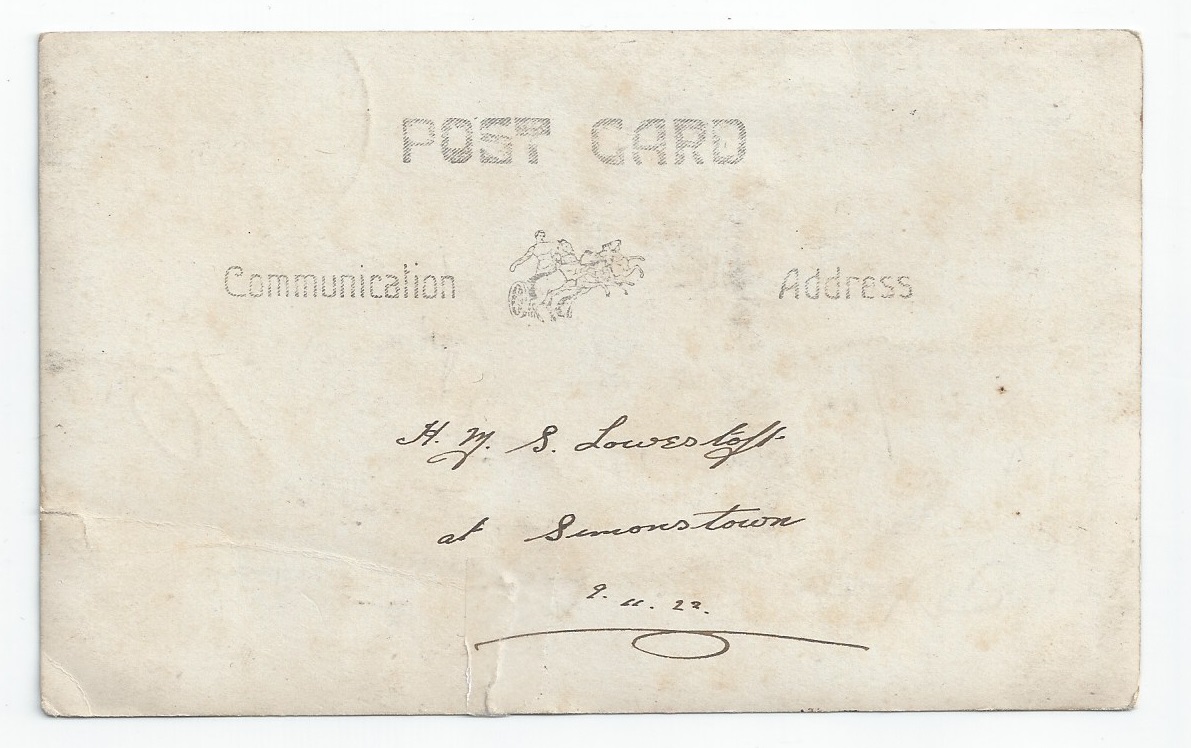 POST CARD
Communication Address
H. M. S. Lowestoft
at Simonstown
9. 11. 22.